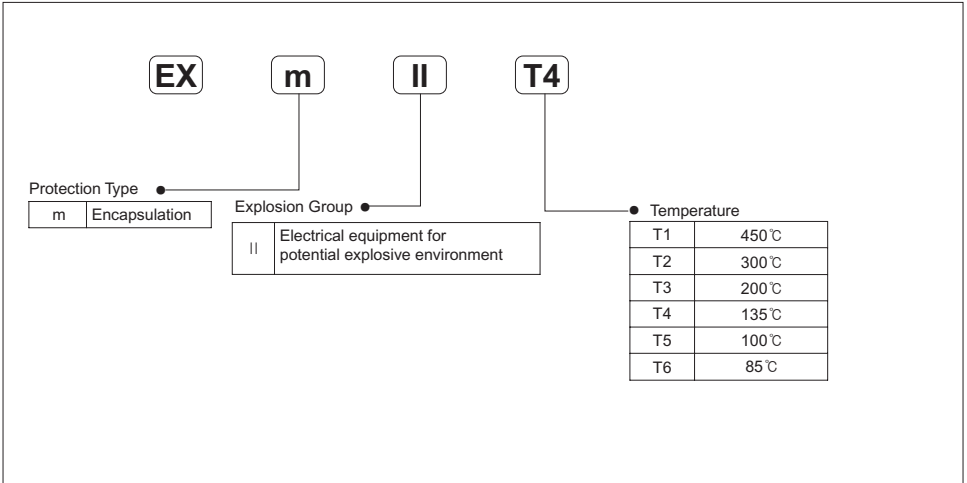 EX m II T4
Protection Type
m Encapsulation
Explosion Group
II Electrical equipment for
potential explosive environment
Temperature
T1 450℃
T2 300℃
T3 200℃
T4 135℃
T5 100℃
T6 85℃